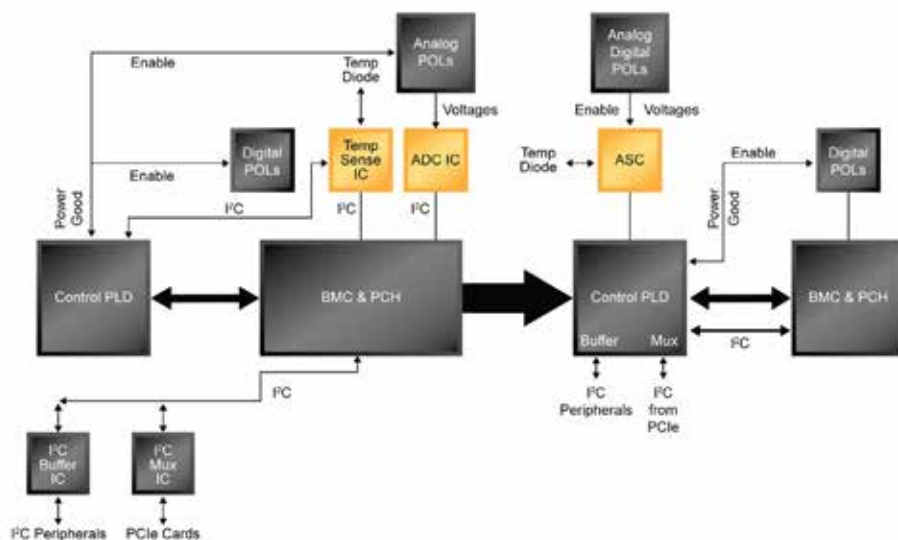 Analog
POLs
Enable
Temp
Diode
Voltages
Digital
POLs
Enable
Temp
Sense
IC
ADC IC
Power
Good
I²C
I²C
I²C
Control PLD
BMC & PCH
I²C
I²C
Buffer
IC
I²C
Mux
IC
I²C Peripherals
PCIe Cards
Analog
Digital
POLs
Enable
Voltages
Temp
Diode
ASC
Enable
Digital
POLs
Power
Good
Control PLD
Buffer
Mux
BMC & PCH
I²C
I²C
Peripherals
I²C
from
PCIe